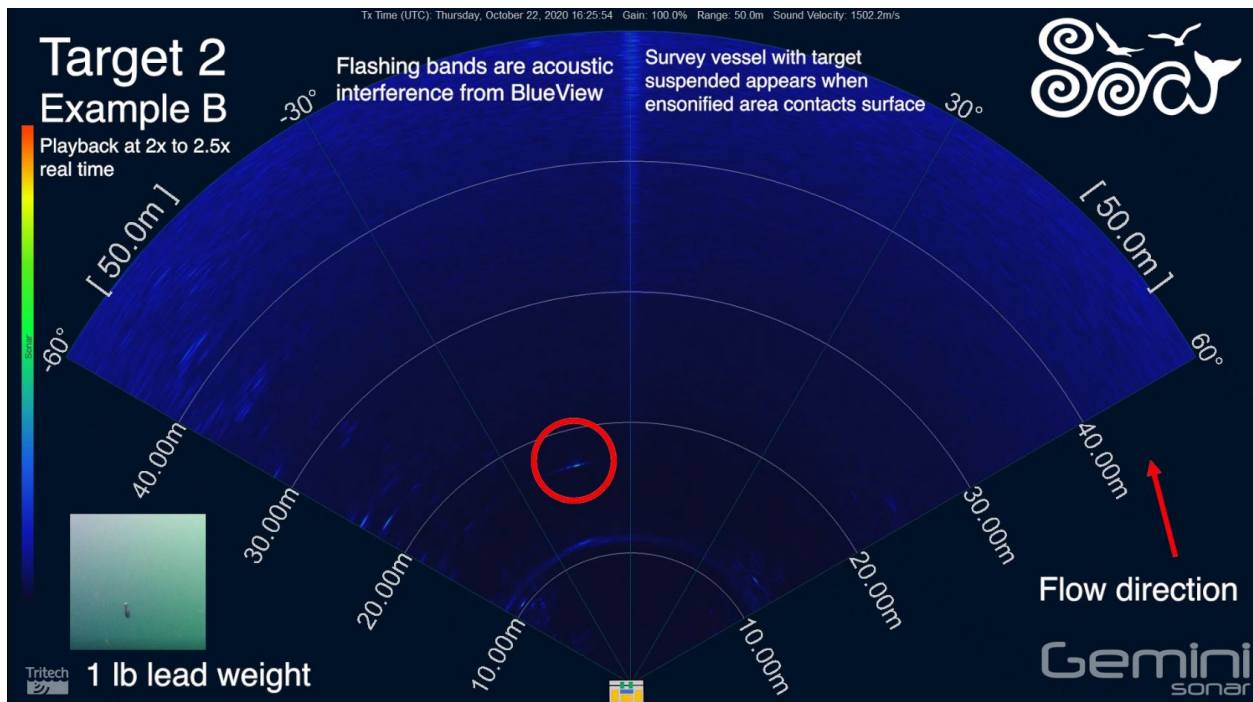 Tx Time (UTC): Thursday, October 22, 2020 16:25:54 Gain: 100.0% Range: 50.0m Sound Velocity: 1502.2m/s
Target 2
Example B
Playback at 2x to 2.5x
real time
Flashing bands are acoustic
interference from BlueView
Survey vessel with target
suspended appears when
ensonified area contacts surface
Soar
-30°
30°
[ 50.0m ]
[ 50.0m ]
-60°
60°
Sonar
40.00m
40.00m
30.00m
30.00m
20.00m
20.00m
10.00m
10.00m
Flow direction
Tritech
1 lb lead weight
Gemini
sonar